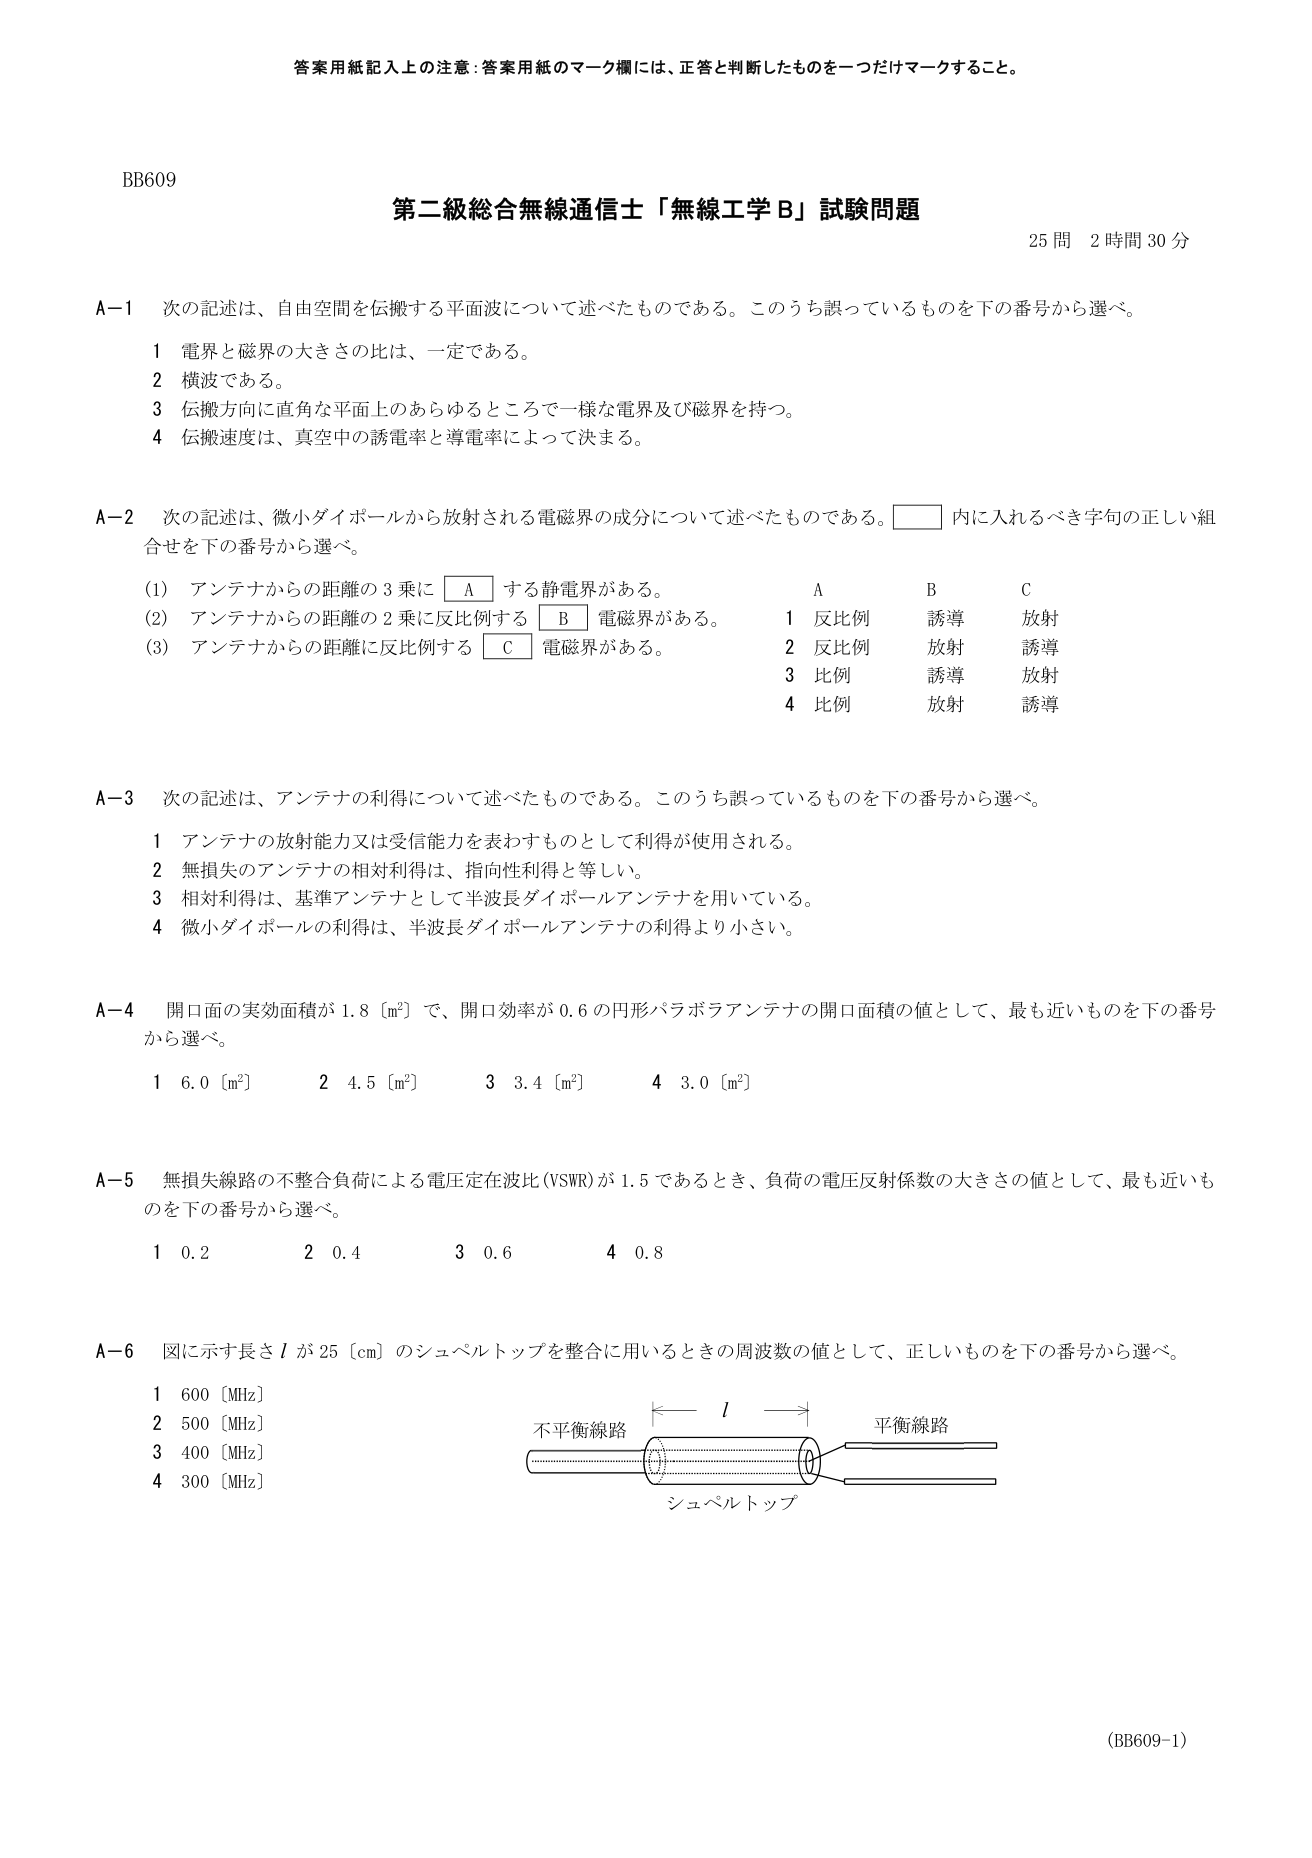 答案用紙記入上の注意:答案用紙のマーク欄には、正答と判断したものを一つだけマークすること。
BB609
第二級総合無線通信士「無線工学B」試験問題
25問　2時間30分
A－1　次の記述は、自由空間を伝搬する平面波について述べたものである。このうち誤っているものを下の番号から選べ。
1　電界と磁界の大きさの比は、一定である。
2　横波である。
3　伝搬方向に直角な平面上のあらゆるところで一様な電界及び磁界を持つ。
4　伝搬速度は、真空中の誘電率と導電率によって決まる。
A－2　次の記述は、微小ダイポールから放射される電磁界の成分について述べたものである。　　内に入れるべき字句の正しい組
合せを下の番号から選べ。
(1)　アンテナからの距離の3乗に A する静電界がある。　A　B　C
(2)　アンテナからの距離の2乗に反比例する B 電磁界がある。　1　反比例　誘導　放射
(3)　アンテナからの距離に反比例する C 電磁界がある。　2　反比例　放射　誘導
3　比例　誘導　放射
4　比例　放射　誘導
A－3　次の記述は、アンテナの利得について述べたものである。このうち誤っているものを下の番号から選べ。
1　アンテナの放射能力又は受信能力を表わすものとして利得が使用される。
2　無損失のアンテナの相対利得は、指向性利得と等しい。
3　相対利得は、基準アンテナとして半波長ダイポールアンテナを用いている。
4　微小ダイポールの利得は、半波長ダイポールアンテナの利得より小さい。
A－4　開口面の実効面積が1.8〔m²〕で、開口効率が0.6の円形パラボラアンテナの開口面積の値として、最も近いものを下の番号
から選べ。
1　6.0〔m²〕　2　4.5〔m²〕　3　3.4〔m²〕　4　3.0〔m²〕
A－5　無損失線路の不整合負荷による電圧定在波比(VSWR)が1.5であるとき、負荷の電圧反射係数の大きさの値として、最も近いも
のを下の番号から選べ。
1　0.2　2　0.4　3　0.6　4　0.8
A－6　図に示す長さlが25〔cm〕のシュペルトップを整合に用いるときの周波数の値として、正しいものを下の番号から選べ。
1　600〔MHz〕
2　500〔MHz〕
3　400〔MHz〕
4　300〔MHz〕
l
不平衡線路　平衡線路
シュペルトップ
(BB609-1)